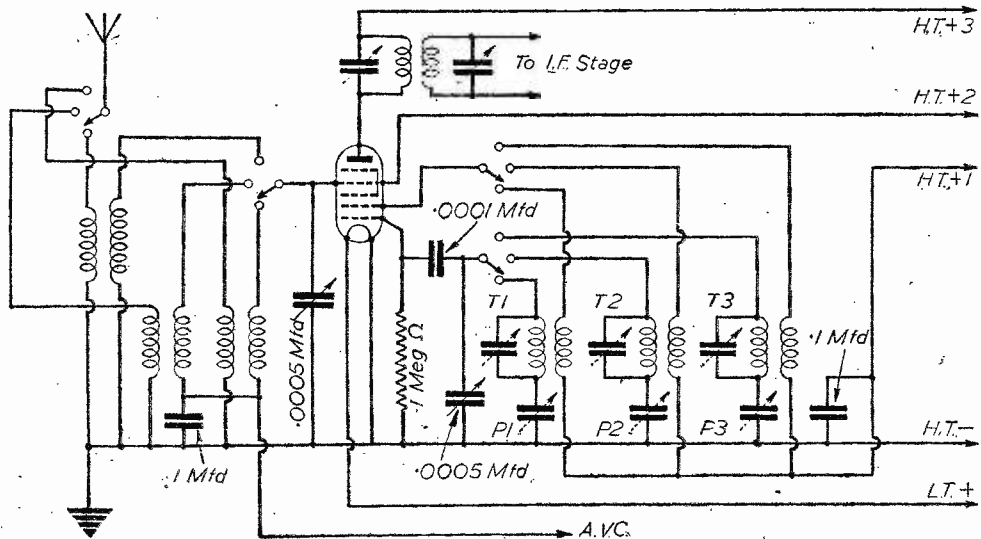 H.T.+3
To I.F. Stage
H.T.+2
H.T.+1
.0001 Mfd
T1
T2
T3
.1 Mfd
.0005 Mfd
.1 Meg Ω
P1
P2
P3
H.T.-
.1 Mfd
.0005 Mfd
L.T.+
A.V.C.